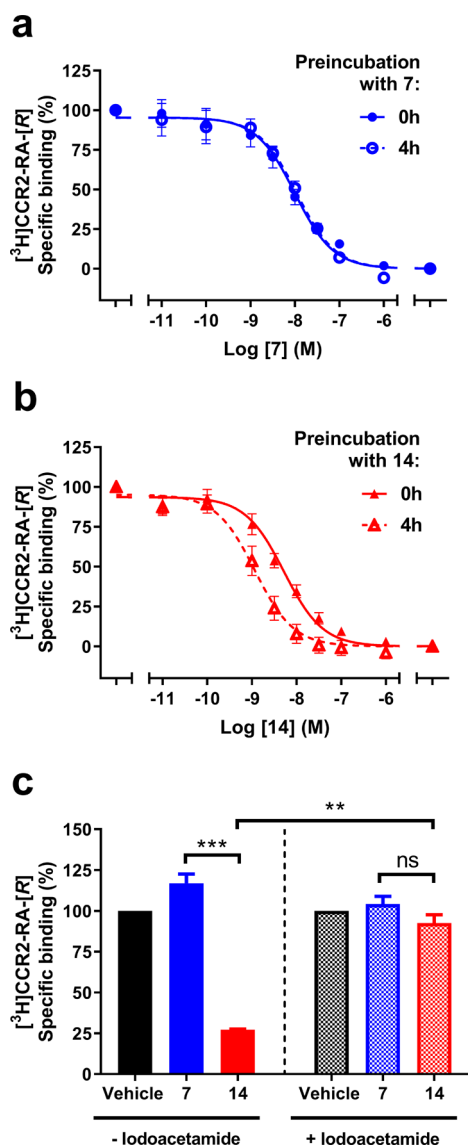 a
Preincubation
with 7:
0h
4h
[³H]CCR2-RA-[R]
Specific binding (%)
125
100
75
50
25
0
-11 -10 -9 -8 -7 -6
Log [7] (M)
b
Preincubation
with 14:
0h
4h
[³H]CCR2-RA-[R]
Specific binding (%)
125
100
75
50
25
0
-11 -10 -9 -8 -7 -6
Log [14] (M)
c
[³H]CCR2-RA-[R]
Specific binding (%)
150
125
100
75
50
25
0
**
***
ns
Vehicle 7 14 Vehicle 7 14
- Iodoacetamide + Iodoacetamide